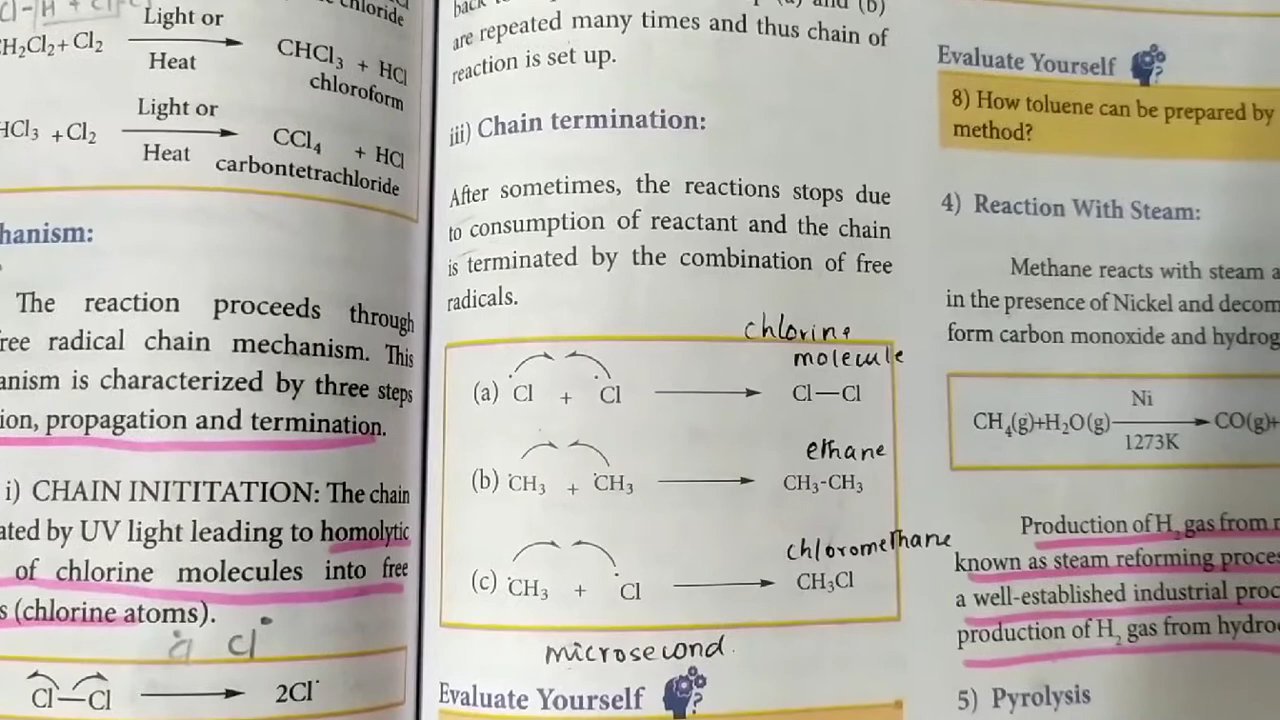 chloride
Light or
H₂Cl₂ + Cl₂ → CHCl₃ + HCl
Heat
chloroform
Light or
HCl₃ + Cl₂ → CCl₄ + HCl
Heat
carbontetrachloride
hanism:
The reaction proceeds through
ree radical chain mechanism. This
anism is characterized by three steps
ion, propagation and termination.
i) CHAIN INITITATION: The chain
ated by UV light leading to homolytic
of chlorine molecules into free
s (chlorine atoms).
Cl•
Cl—Cl → 2Cl˙
are repeated many times and thus chain of
reaction is set up.
iii) Chain termination:
After sometimes, the reactions stops due
to consumption of reactant and the chain
is terminated by the combination of free
radicals.
chlorine
molecule
(a) ˙Cl + ˙Cl → Cl—Cl
ethane
(b) ˙CH₃ + ˙CH₃ → CH₃-CH₃
chloromethane
(c) ˙CH₃ + ˙Cl → CH₃Cl
microsecond.
Evaluate Yourself
Evaluate Yourself
8) How toluene can be prepared by
method?
4) Reaction With Steam:
Methane reacts with steam a
in the presence of Nickel and decom
form carbon monoxide and hydrog
Ni
CH₄(g)+H₂O(g) → CO(g)+
1273K
Production of H₂ gas from
known as steam reforming proce
a well-established industrial proc
production of H₂ gas from hydro
5) Pyrolysis